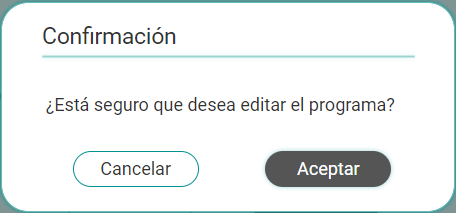 Confirmación
¿Está seguro que desea editar el programa?
Cancelar
Aceptar